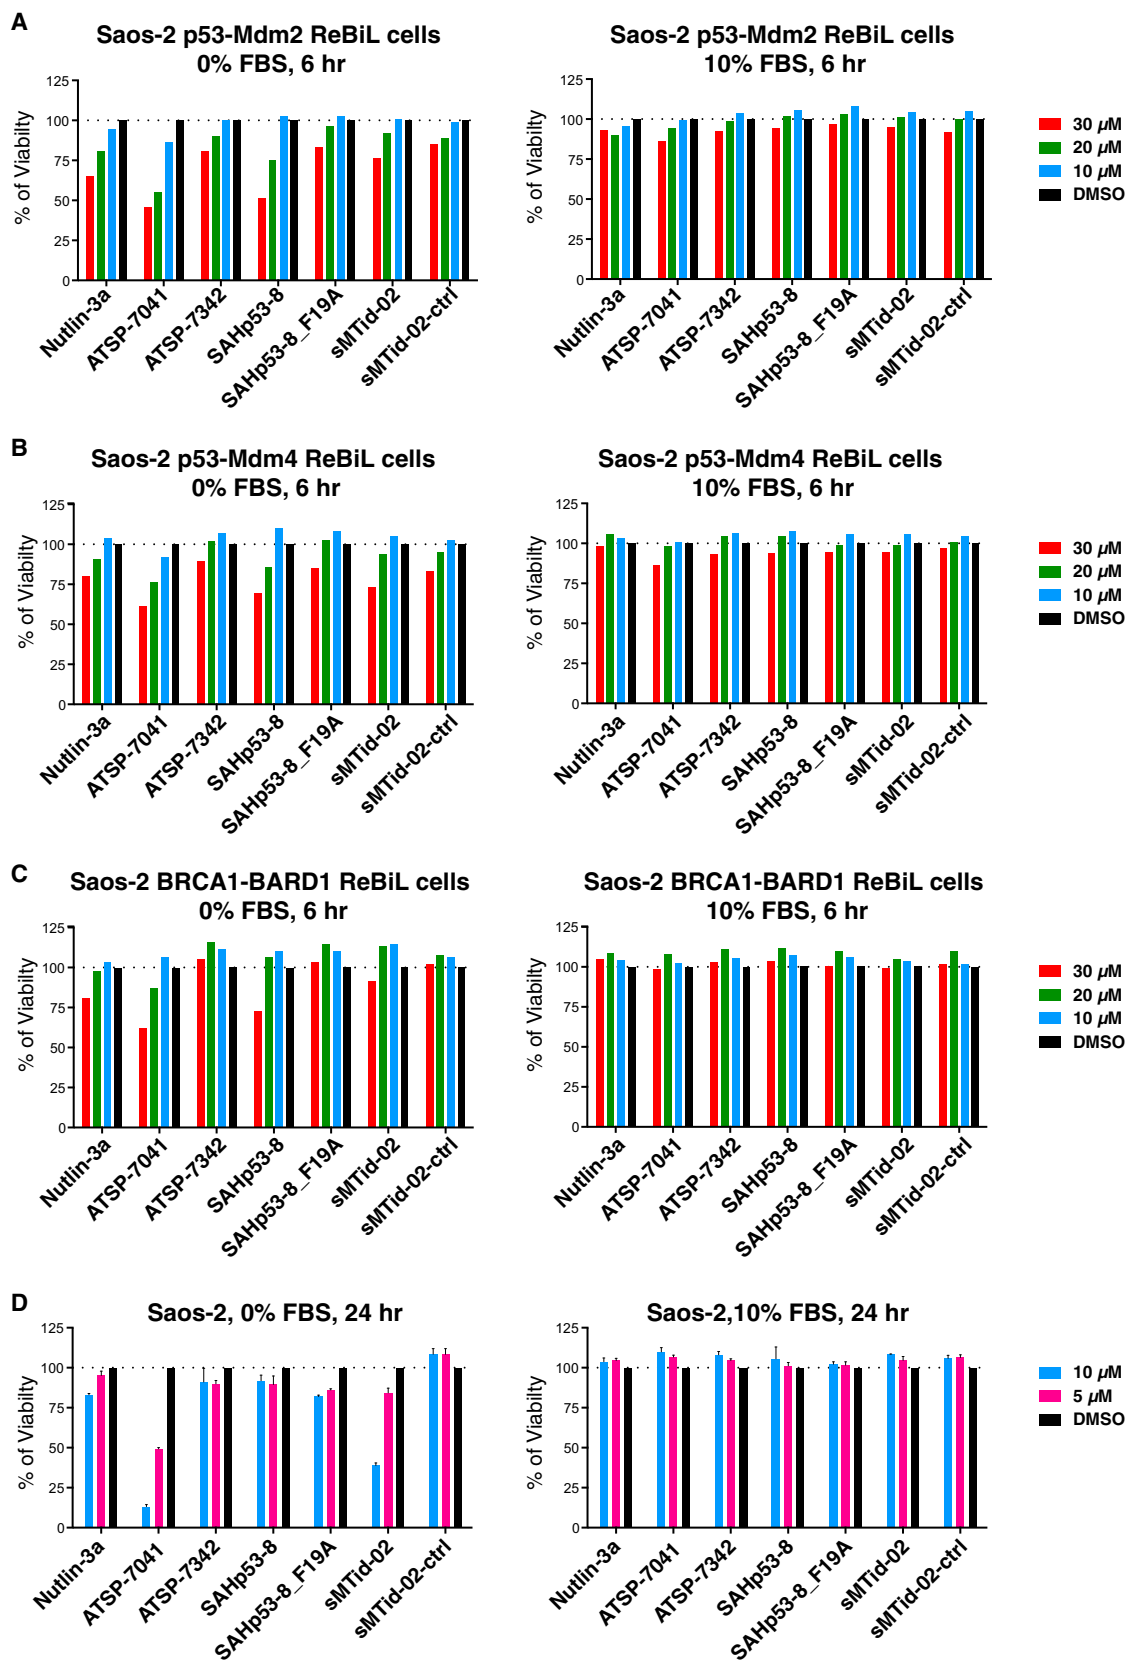 A
Saos-2 p53-Mdm2 ReBiL cells
0% FBS, 6 hr
% of Viabilty
125
100
75
50
25
0
Nutlin-3a
ATSP-7041
ATSP-7342
SAHp53-8
SAHp53-8_F19A
sMTid-02
sMTid-02-ctrl
Saos-2 p53-Mdm2 ReBiL cells
10% FBS, 6 hr
% of Viabilty
125
100
75
50
25
0
Nutlin-3a
ATSP-7041
ATSP-7342
SAHp53-8
SAHp53-8_F19A
sMTid-02
sMTid-02-ctrl
30 µM
20 µM
10 µM
DMSO
B
Saos-2 p53-Mdm4 ReBiL cells
0% FBS, 6 hr
% of Viabilty
125
100
75
50
25
0
Nutlin-3a
ATSP-7041
ATSP-7342
SAHp53-8
SAHp53-8_F19A
sMTid-02
sMTid-02-ctrl
Saos-2 p53-Mdm4 ReBiL cells
10% FBS, 6 hr
% of Viabilty
125
100
75
50
25
0
Nutlin-3a
ATSP-7041
ATSP-7342
SAHp53-8
SAHp53-8_F19A
sMTid-02
sMTid-02-ctrl
30 µM
20 µM
10 µM
DMSO
C
Saos-2 BRCA1-BARD1 ReBiL cells
0% FBS, 6 hr
% of Viabilty
125
100
75
50
25
0
Nutlin-3a
ATSP-7041
ATSP-7342
SAHp53-8
SAHp53-8_F19A
sMTid-02
sMTid-02-ctrl
Saos-2 BRCA1-BARD1 ReBiL cells
10% FBS, 6 hr
% of Viabilty
125
100
75
50
25
0
Nutlin-3a
ATSP-7041
ATSP-7342
SAHp53-8
SAHp53-8_F19A
sMTid-02
sMTid-02-ctrl
30 µM
20 µM
10 µM
DMSO
D
Saos-2, 0% FBS, 24 hr
% of Viabilty
125
100
75
50
25
0
Nutlin-3a
ATSP-7041
ATSP-7342
SAHp53-8
SAHp53-8_F19A
sMTid-02
sMTid-02-ctrl
Saos-2,10% FBS, 24 hr
% of Viabilty
125
100
75
50
25
0
Nutlin-3a
ATSP-7041
ATSP-7342
SAHp53-8
SAHp53-8_F19A
sMTid-02
sMTid-02-ctrl
10 µM
5 µM
DMSO